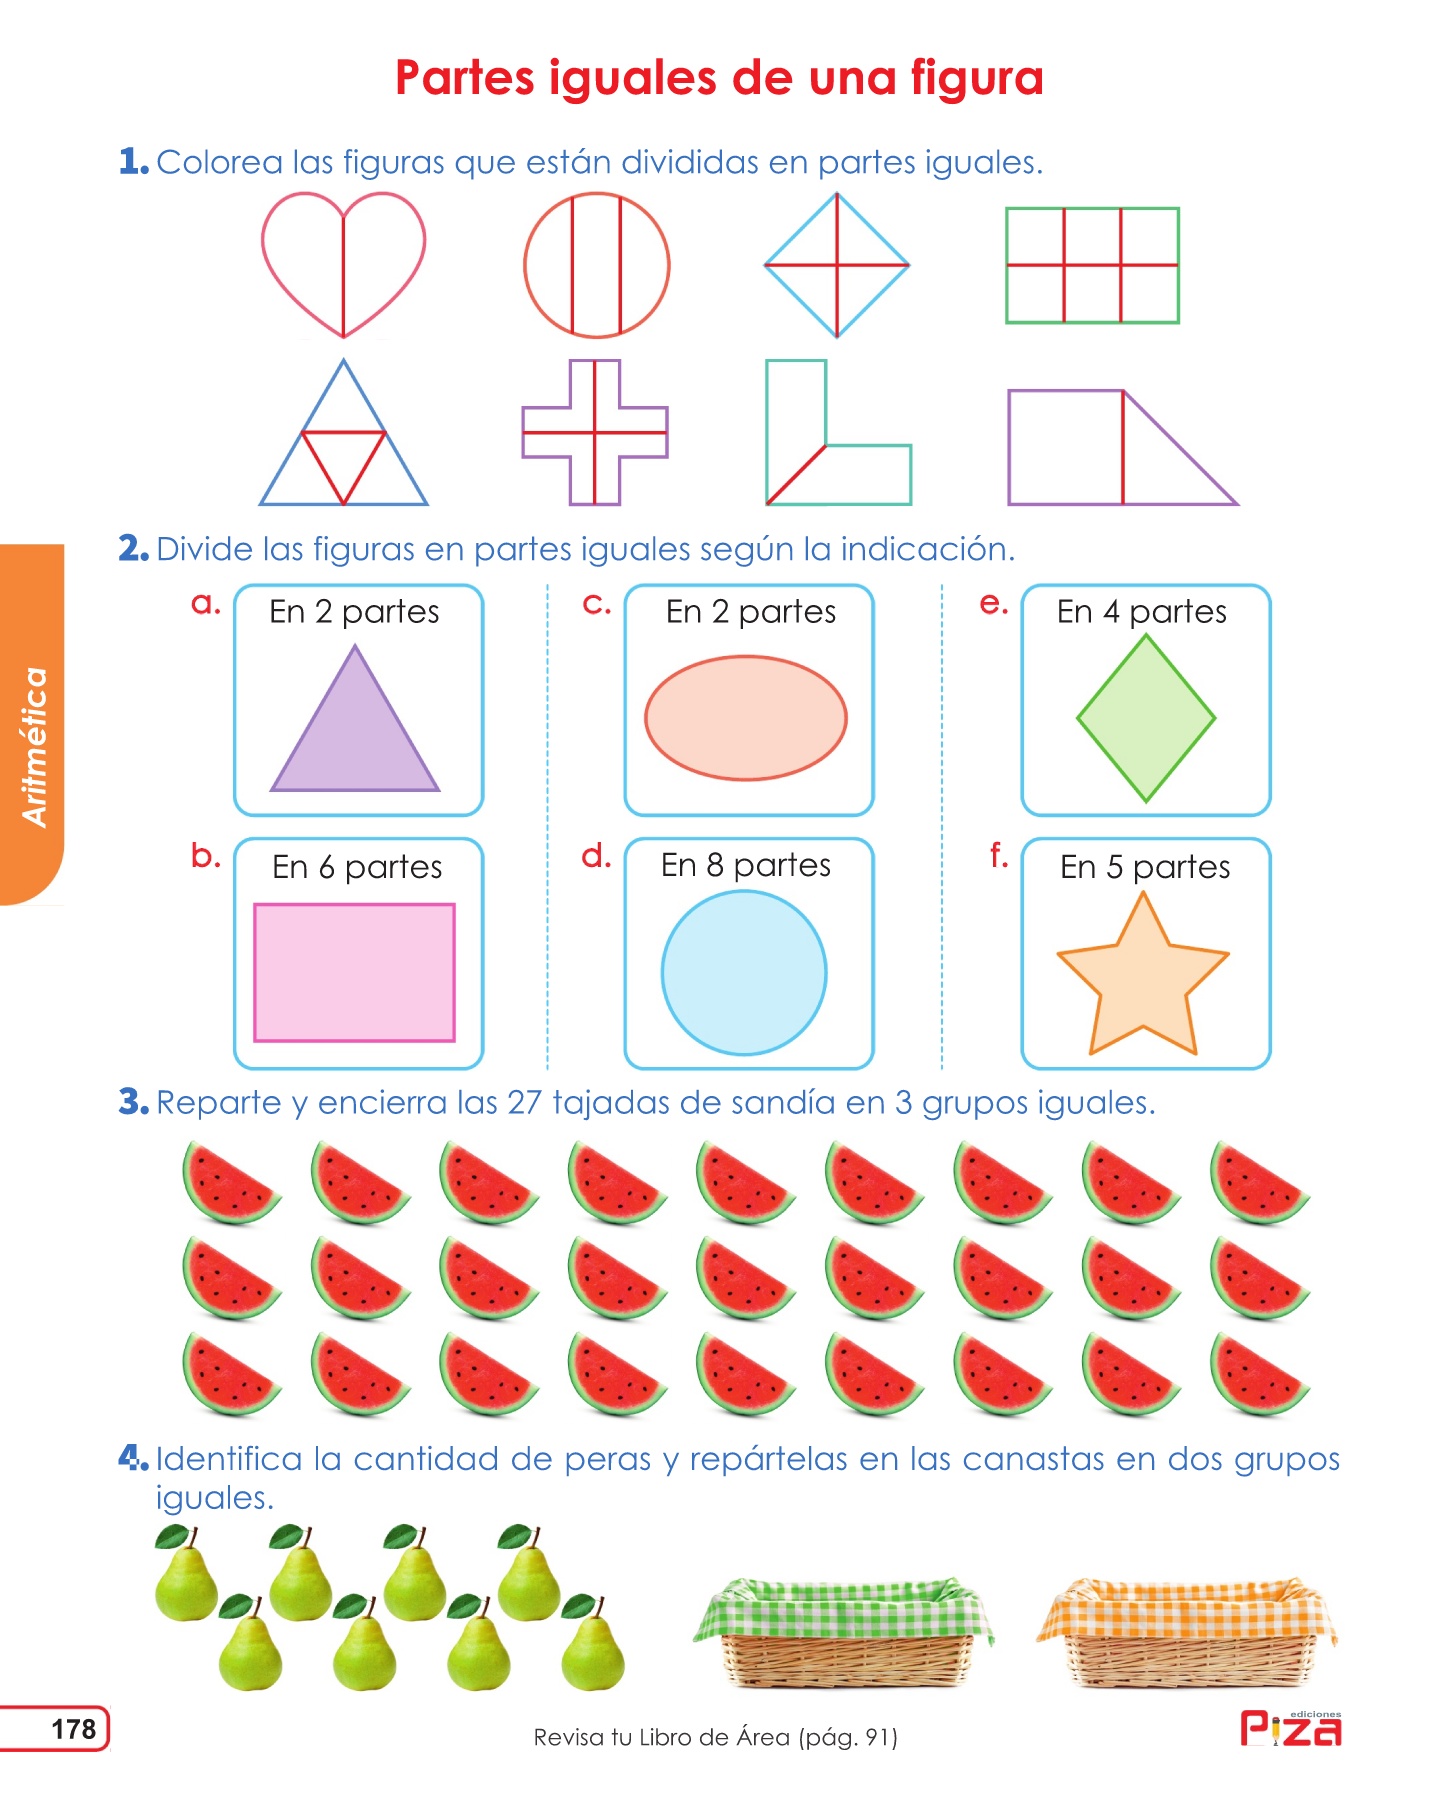 Partes iguales de una figura
1. Colorea las figuras que están divididas en partes iguales.
2. Divide las figuras en partes iguales según la indicación.
a. En 2 partes
c. En 2 partes
e. En 4 partes
b. En 6 partes
d. En 8 partes
f. En 5 partes
Aritmética
3. Reparte y encierra las 27 tajadas de sandía en 3 grupos iguales.
4. Identifica la cantidad de peras y repártelas en las canastas en dos grupos
iguales.
178
Revisa tu Libro de Área (pág. 91)
ediciones
Piza